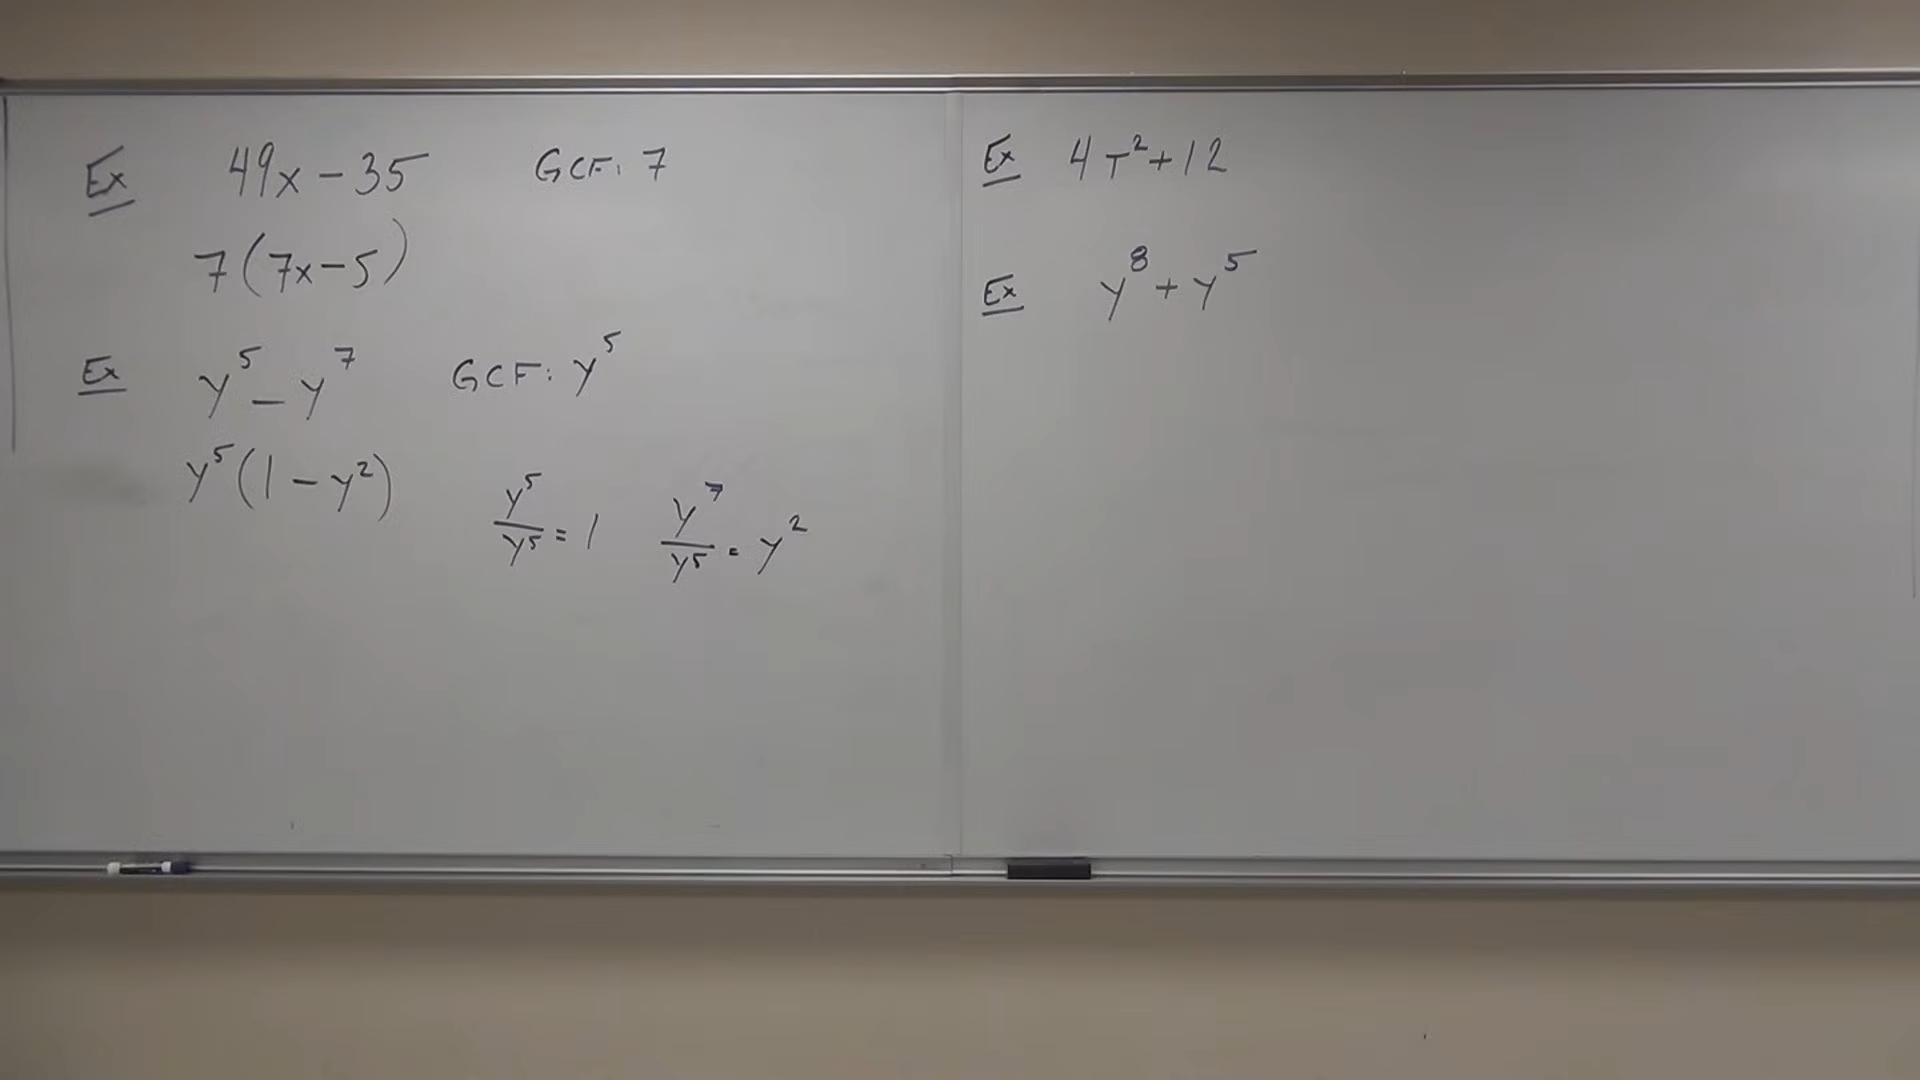 Ex 49x - 35 GCF: 7
7(7x - 5)
Ex y⁵ - y⁷ GCF: y⁵
y⁵(1 - y²)
y⁵/y⁵ = 1 y⁷/y⁵ = y²
Ex 4T² + 12
Ex y⁸ + y⁵